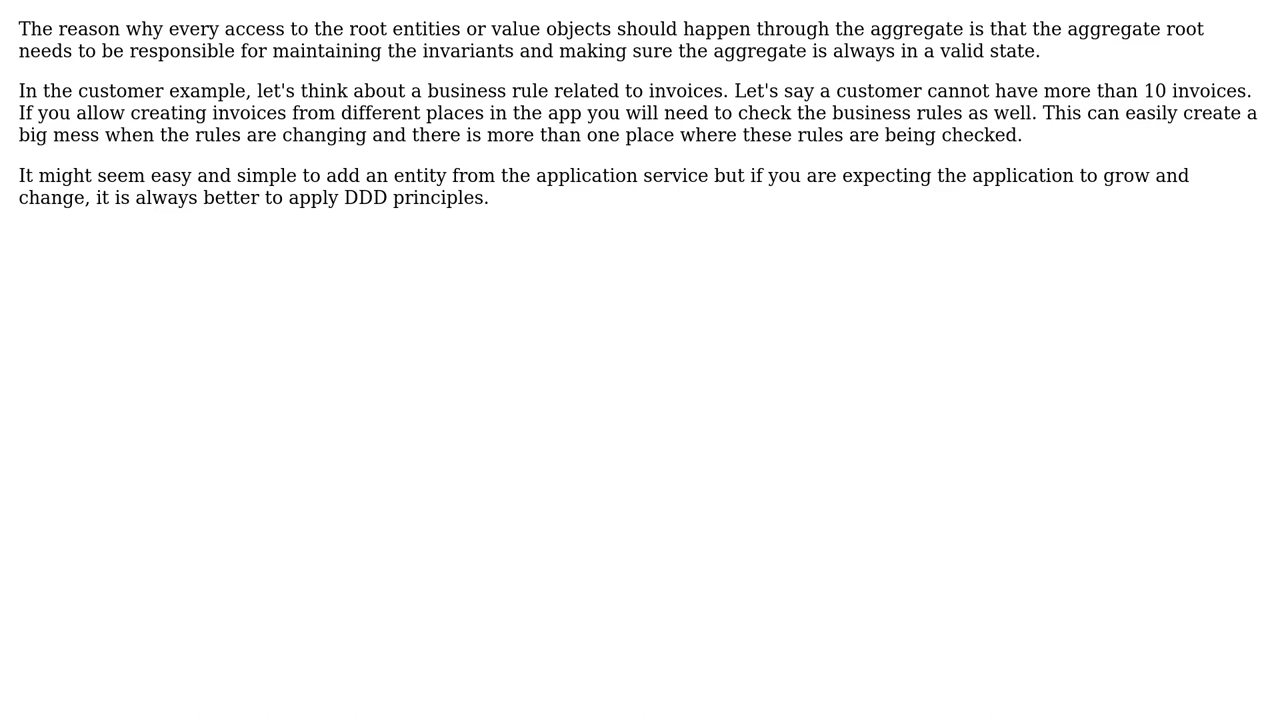 The reason why every access to the root entities or value objects should happen through the aggregate is that the aggregate root
needs to be responsible for maintaining the invariants and making sure the aggregate is always in a valid state.
In the customer example, let's think about a business rule related to invoices. Let's say a customer cannot have more than 10 invoices.
If you allow creating invoices from different places in the app you will need to check the business rules as well. This can easily create a
big mess when the rules are changing and there is more than one place where these rules are being checked.
It might seem easy and simple to add an entity from the application service but if you are expecting the application to grow and
change, it is always better to apply DDD principles.